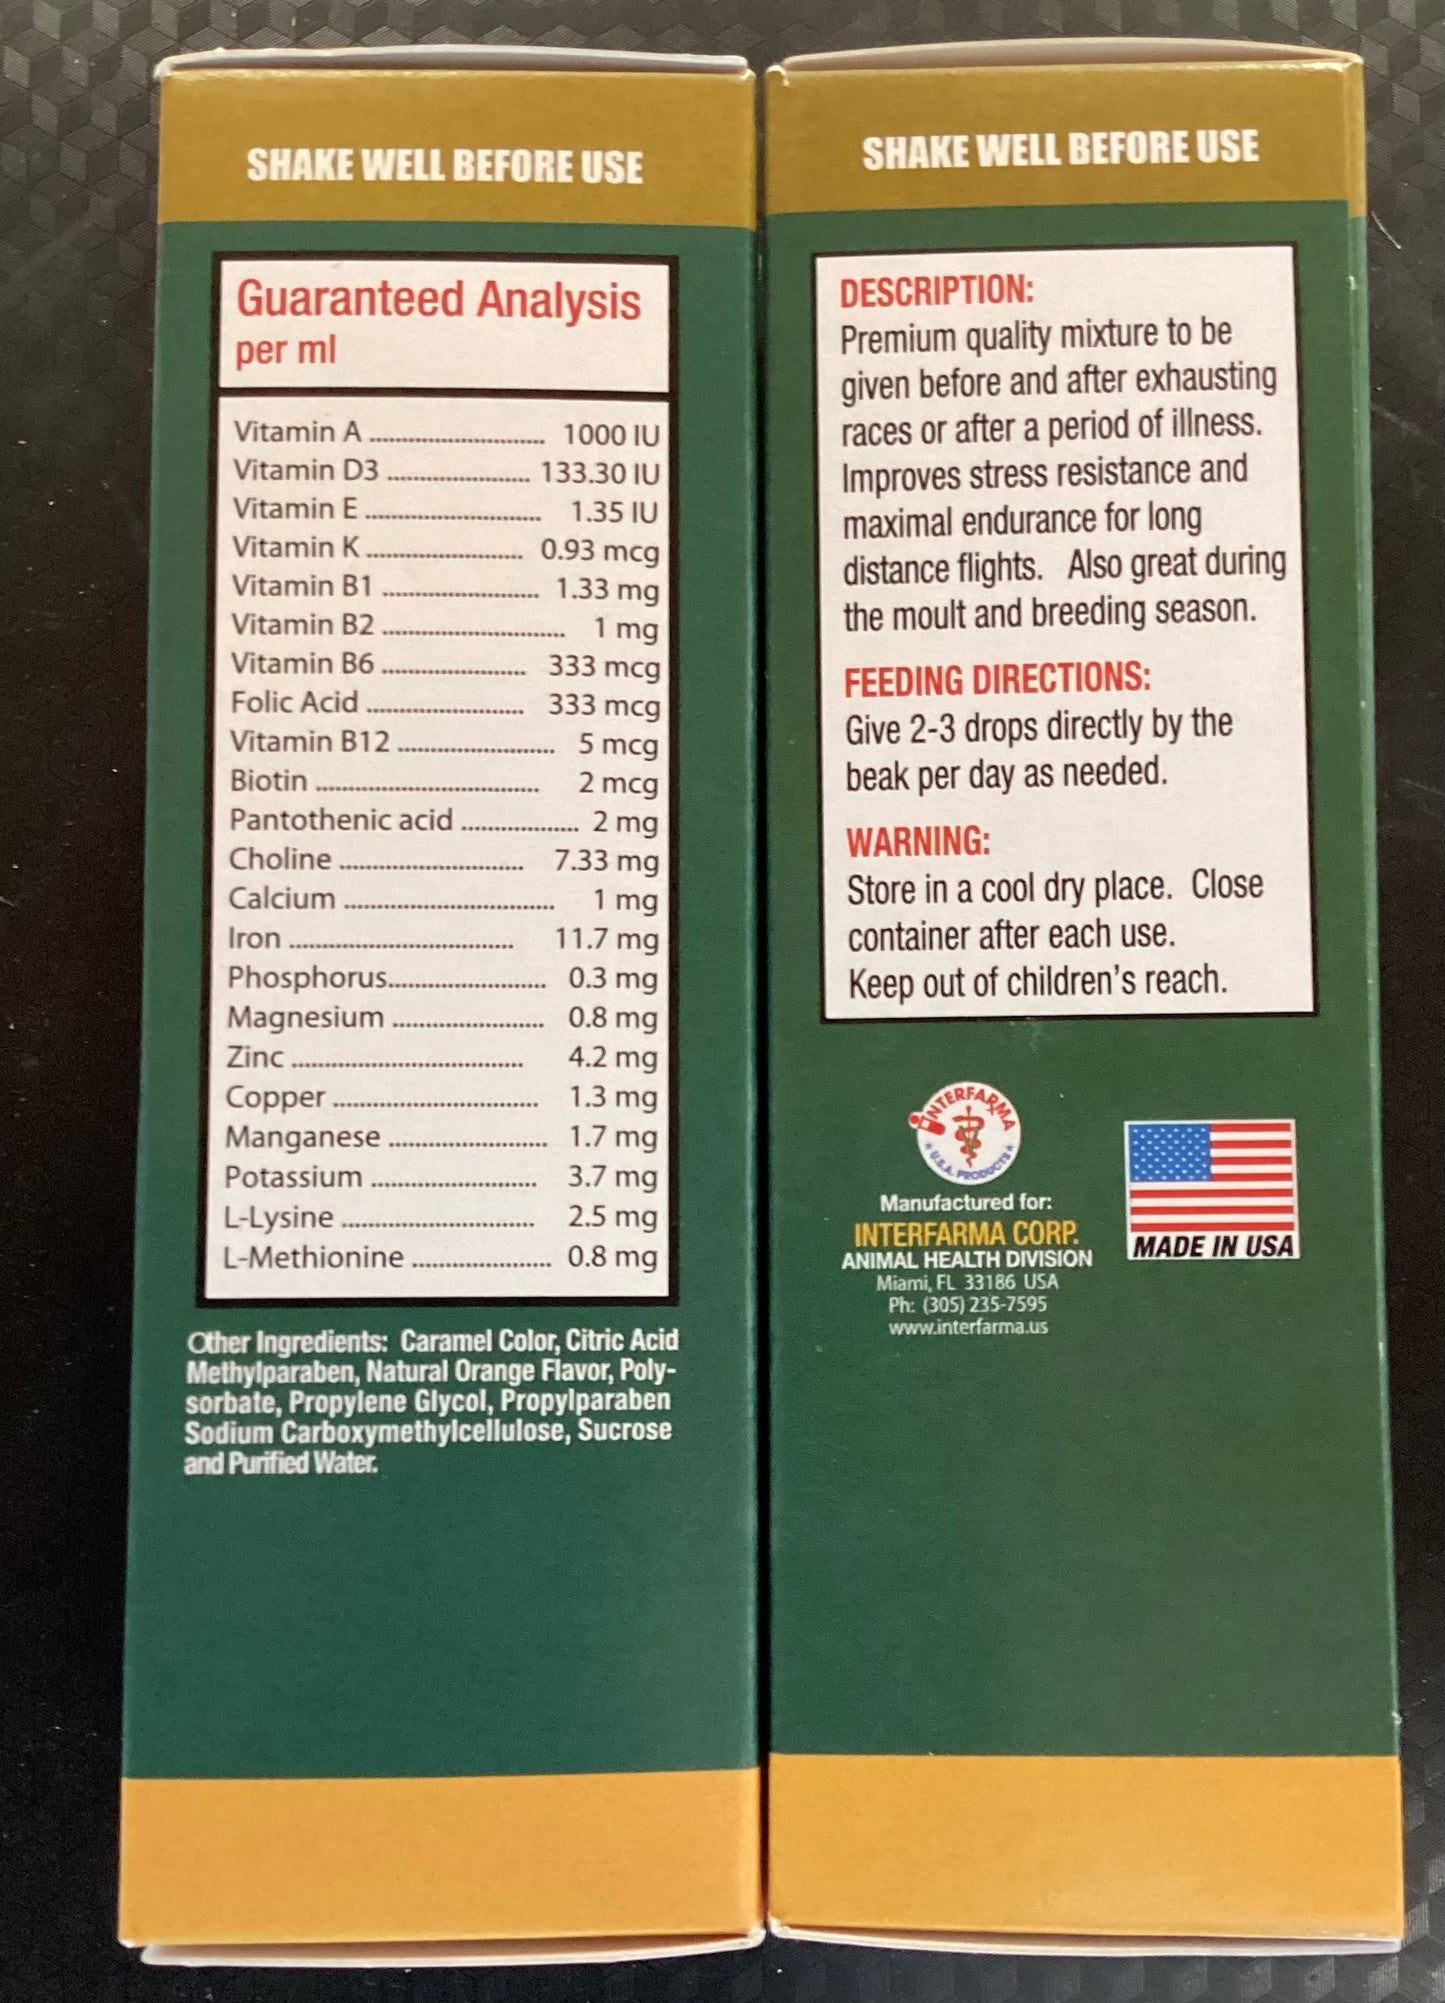 SHAKE WELL BEFORE USE
Guaranteed Analysis
per ml
Vitamin A ............................ 1000 IU
Vitamin D3 ....................... 133.30 IU
Vitamin E ............................ 1.35 IU
Vitamin K ......................... 0.93 mcg
Vitamin B1 ......................... 1.33 mg
Vitamin B2 ............................. 1 mg
Vitamin B6 ....................... 333 mcg
Folic Acid ......................... 333 mcg
Vitamin B12 ......................... 5 mcg
Biotin .................................... 2 mcg
Pantothenic acid ................... 2 mg
Choline ............................. 7.33 mg
Calcium .................................. 1 mg
Iron .................................... 11.7 mg
Phosphorus......................... 0.3 mg
Magnesium ........................ 0.8 mg
Zinc ..................................... 4.2 mg
Copper ................................. 1.3 mg
Manganese ......................... 1.7 mg
Potassium .......................... 3.7 mg
L-Lysine ............................... 2.5 mg
L-Methionine ...................... 0.8 mg
Other Ingredients: Caramel Color, Citric Acid
Methylparaben, Natural Orange Flavor, Poly-
sorbate, Propylene Glycol, Propylparaben
Sodium Carboxymethylcellulose, Sucrose
and Purified Water.
SHAKE WELL BEFORE USE
DESCRIPTION:
Premium quality mixture to be
given before and after exhausting
races or after a period of illness.
Improves stress resistance and
maximal endurance for long
distance flights. Also great during
the moult and breeding season.
FEEDING DIRECTIONS:
Give 2-3 drops directly by the
beak per day as needed.
WARNING:
Store in a cool dry place. Close
container after each use.
Keep out of children's reach.
INTERFARMA
U.S.A. PRODUCTS
Manufactured for:
INTERFARMA CORP.
ANIMAL HEALTH DIVISION
Miami, FL 33186 USA
Ph: (305) 235-7595
www.interfarma.us
MADE IN USA